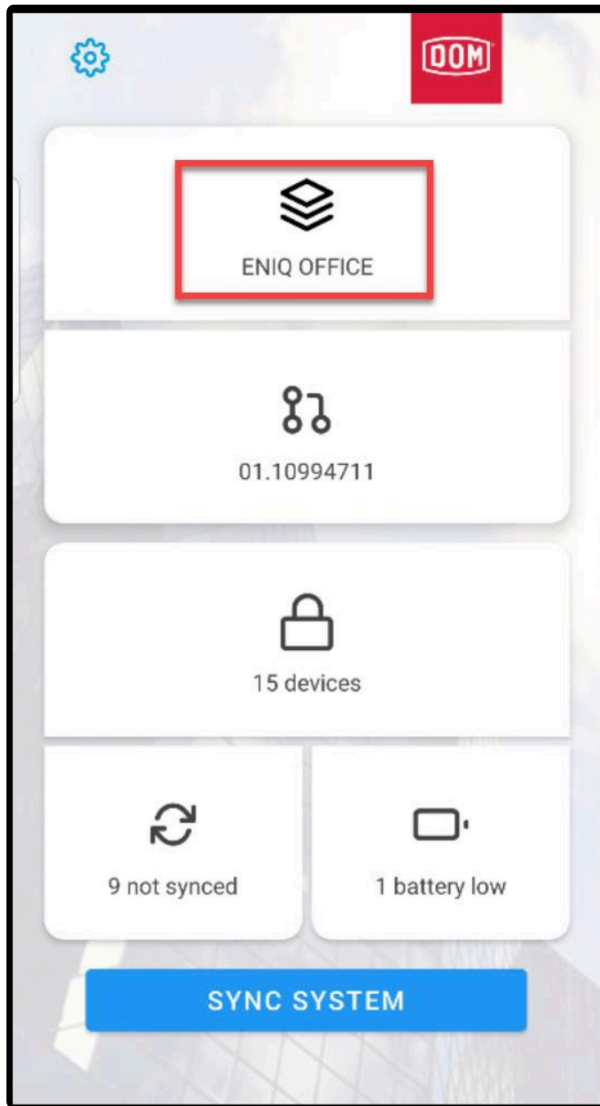 DOM
ENIQ OFFICE
01.10994711
15 devices
9 not synced
1 battery low
SYNC SYSTEM